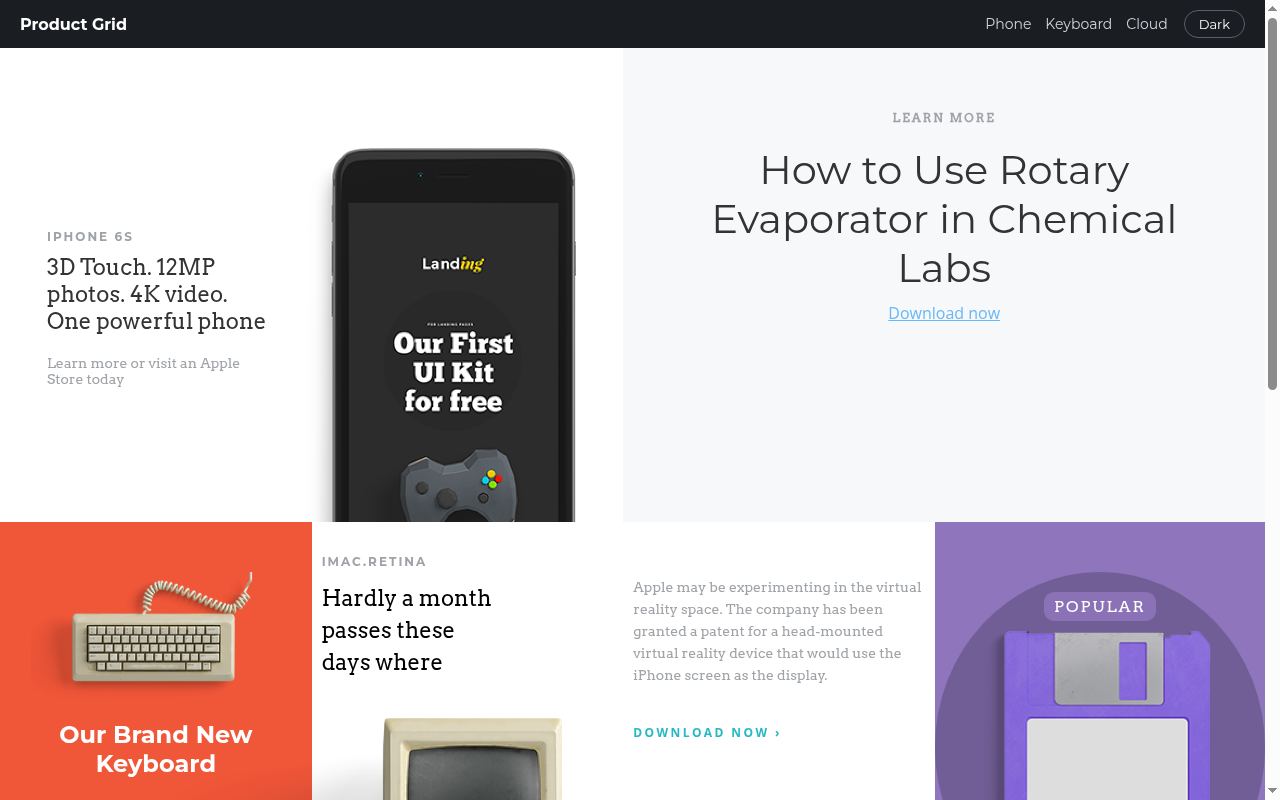 Product Grid
Phone
Keyboard
Cloud
Dark
IPHONE 6S
3D Touch. 12MP
photos. 4K video.
One powerful phone
Learn more or visit an Apple
Store today
Landing
FOR LANDING PAGES
Our First
UI Kit
for free
LEARN MORE
How to Use Rotary
Evaporator in Chemical
Labs
Download now
Our Brand New
Keyboard
IMAC.RETINA
Hardly a month
passes these
days where
Apple may be experimenting in the virtual
reality space. The company has been
granted a patent for a head-mounted
virtual reality device that would use the
iPhone screen as the display.
DOWNLOAD NOW ›
POPULAR